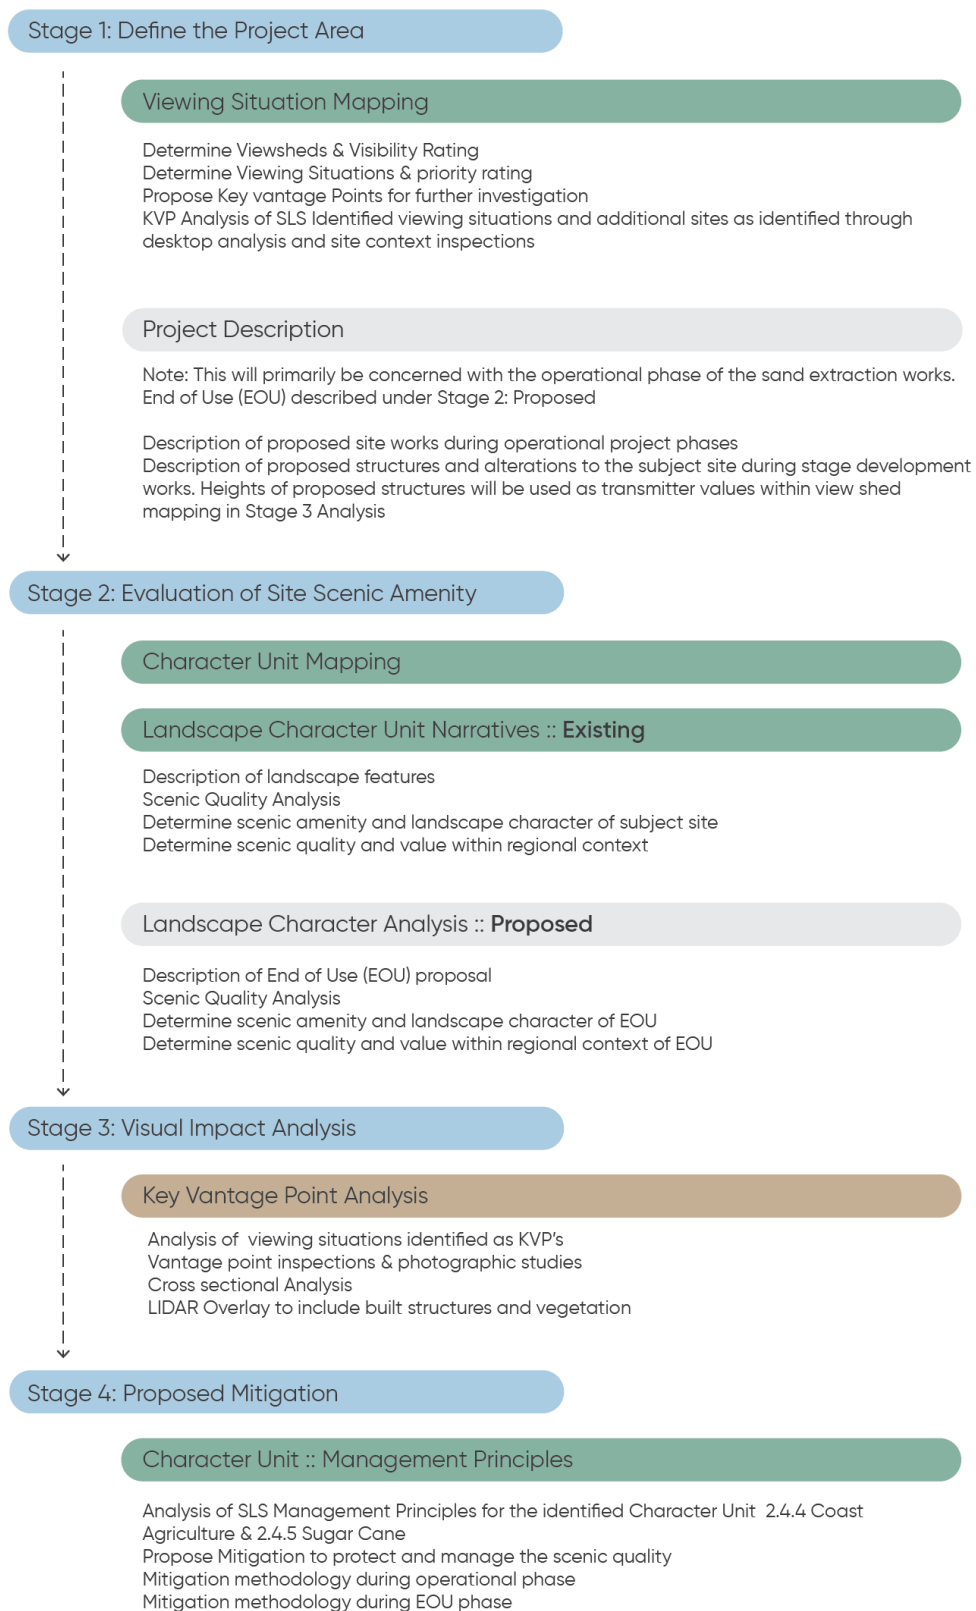 Stage 1: Define the Project Area
Viewing Situation Mapping
Determine Viewsheds & Visibility Rating
Determine Viewing Situations & priority rating
Propose Key vantage Points for further investigation
KVP Analysis of SLS Identified viewing situations and additional sites as identified through
desktop analysis and site context inspections
Project Description
Note: This will primarily be concerned with the operational phase of the sand extraction works.
End of Use (EOU) described under Stage 2: Proposed
Description of proposed site works during operational project phases
Description of proposed structures and alterations to the subject site during stage development
works. Heights of proposed structures will be used as transmitter values within view shed
mapping in Stage 3 Analysis
Stage 2: Evaluation of Site Scenic Amenity
Character Unit Mapping
Landscape Character Unit Narratives :: Existing
Description of landscape features
Scenic Quality Analysis
Determine scenic amenity and landscape character of subject site
Determine scenic quality and value within regional context
Landscape Character Analysis :: Proposed
Description of End of Use (EOU) proposal
Scenic Quality Analysis
Determine scenic amenity and landscape character of EOU
Determine scenic quality and value within regional context of EOU
Stage 3: Visual Impact Analysis
Key Vantage Point Analysis
Analysis of viewing situations identified as KVP's
Vantage point inspections & photographic studies
Cross sectional Analysis
LIDAR Overlay to include built structures and vegetation
Stage 4: Proposed Mitigation
Character Unit :: Management Principles
Analysis of SLS Management Principles for the identified Character Unit 2.4.4 Coast
Agriculture & 2.4.5 Sugar Cane
Propose Mitigation to protect and manage the scenic quality
Mitigation methodology during operational phase
Mitigation methodology during EOU phase